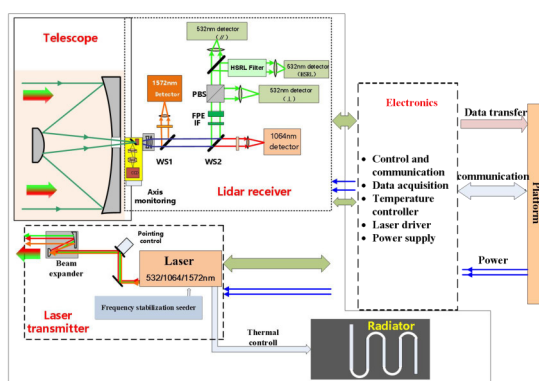 Telescope
532nm detector
(//)
HSRL Filter
532nm detector
(HSRL)
1572nm
Detector
PBS
532nm detector
(⊥)
FPE
IF
1064nm
detector
WS1
WS2
Axis
monitoring
Lidar receiver
Electronics
Control and
communication
Data acquisition
Temperature
controller
Laser driver
Power supply
Data transfer
communication
Power
Platform
Pointing
control
Beam
expander
Laser
532/1064/1572nm
Frequency stabilization seeder
Laser
transmitter
Thermal
controll
Radiator